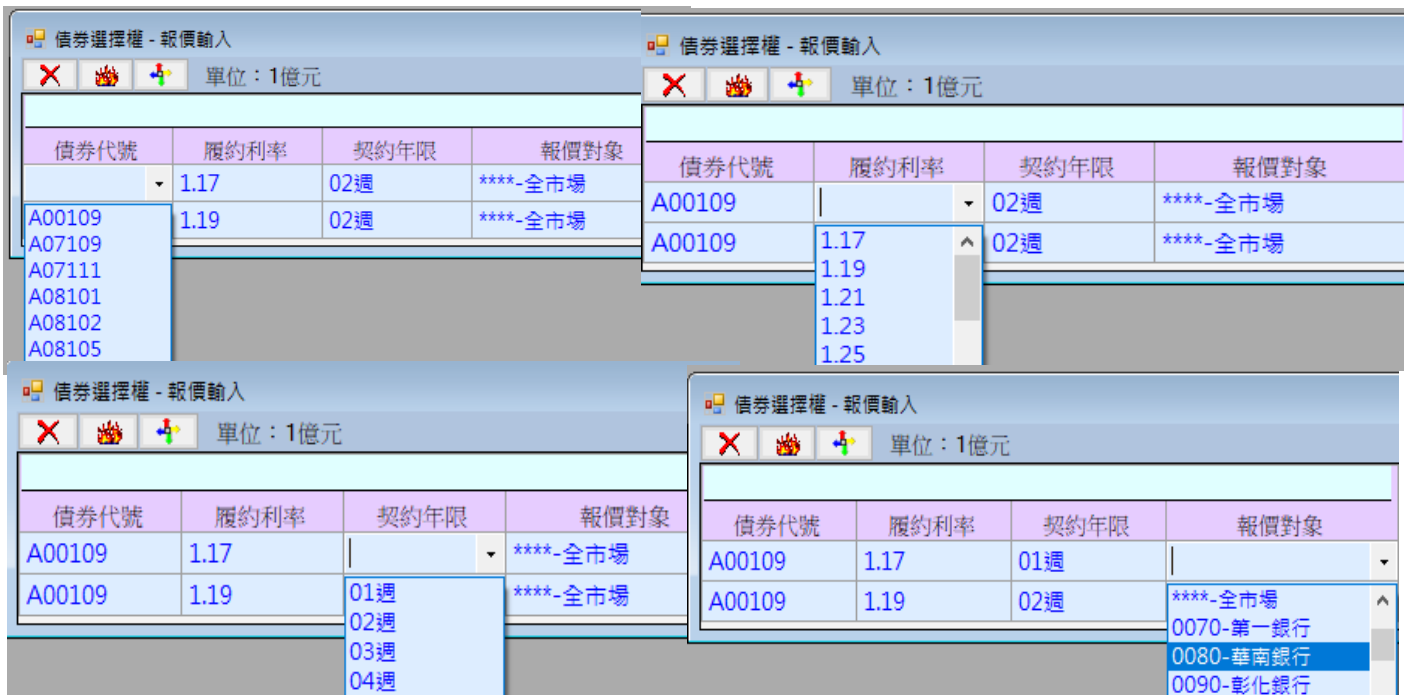 債券選擇權 - 報價輸入
單位：1億元
債券代號 履約利率 契約年限 報價對象
1.17 02週 ****-全市場
1.19 02週 ****-全市場
A00109
A07109
A07111
A08101
A08102
A08105
債券選擇權 - 報價輸入
單位：1億元
債券代號 履約利率 契約年限 報價對象
A00109 02週 ****-全市場
A00109 02週 ****-全市場
1.17
1.19
1.21
1.23
1.25
債券選擇權 - 報價輸入
單位：1億元
債券代號 履約利率 契約年限 報價對象
A00109 1.17 ****-全市場
A00109 1.19 ****-全市場
01週
02週
03週
04週
債券選擇權 - 報價輸入
單位：1億元
債券代號 履約利率 契約年限 報價對象
A00109 1.17 01週
A00109 1.19 02週
****-全市場
0070-第一銀行
0080-華南銀行
0090-彰化銀行